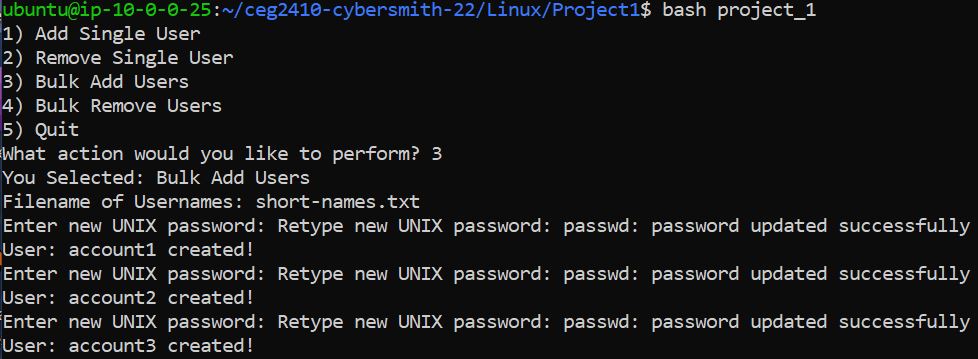 ubuntu@ip-10-0-0-25:~/ceg2410-cybersmith-22/Linux/Project1$ bash project_1
1) Add Single User
2) Remove Single User
3) Bulk Add Users
4) Bulk Remove Users
5) Quit
What action would you like to perform? 3
You Selected: Bulk Add Users
Filename of Usernames: short-names.txt
Enter new UNIX password: Retype new UNIX password: passwd: password updated successfully
User: account1 created!
Enter new UNIX password: Retype new UNIX password: passwd: password updated successfully
User: account2 created!
Enter new UNIX password: Retype new UNIX password: passwd: password updated successfully
User: account3 created!